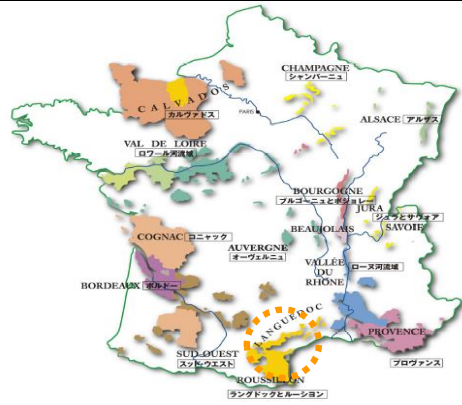 CHAMPAGNE
シャンパーニュ
CALVADOS
カルヴァドス
PARIS
ALSACE アルザス
VAL DE LOIRE
ロワール河流域
BOURGOGNE
ブルゴーニュとボジョレー
JURA
ジュラとサヴォア
SAVOIE
BEAUJOLAIS
COGNAC コニャック
AUVERGNE
オーヴェルニュ
VALLÉE
DU
RHÔNE
ローヌ河流域
BORDEAUX ボルドー
LANGUEDOC
PROVENCE
プロヴァンス
SUD-OUEST
スッド・ウエスト
ROUSSILLON
ラングドックとルーション